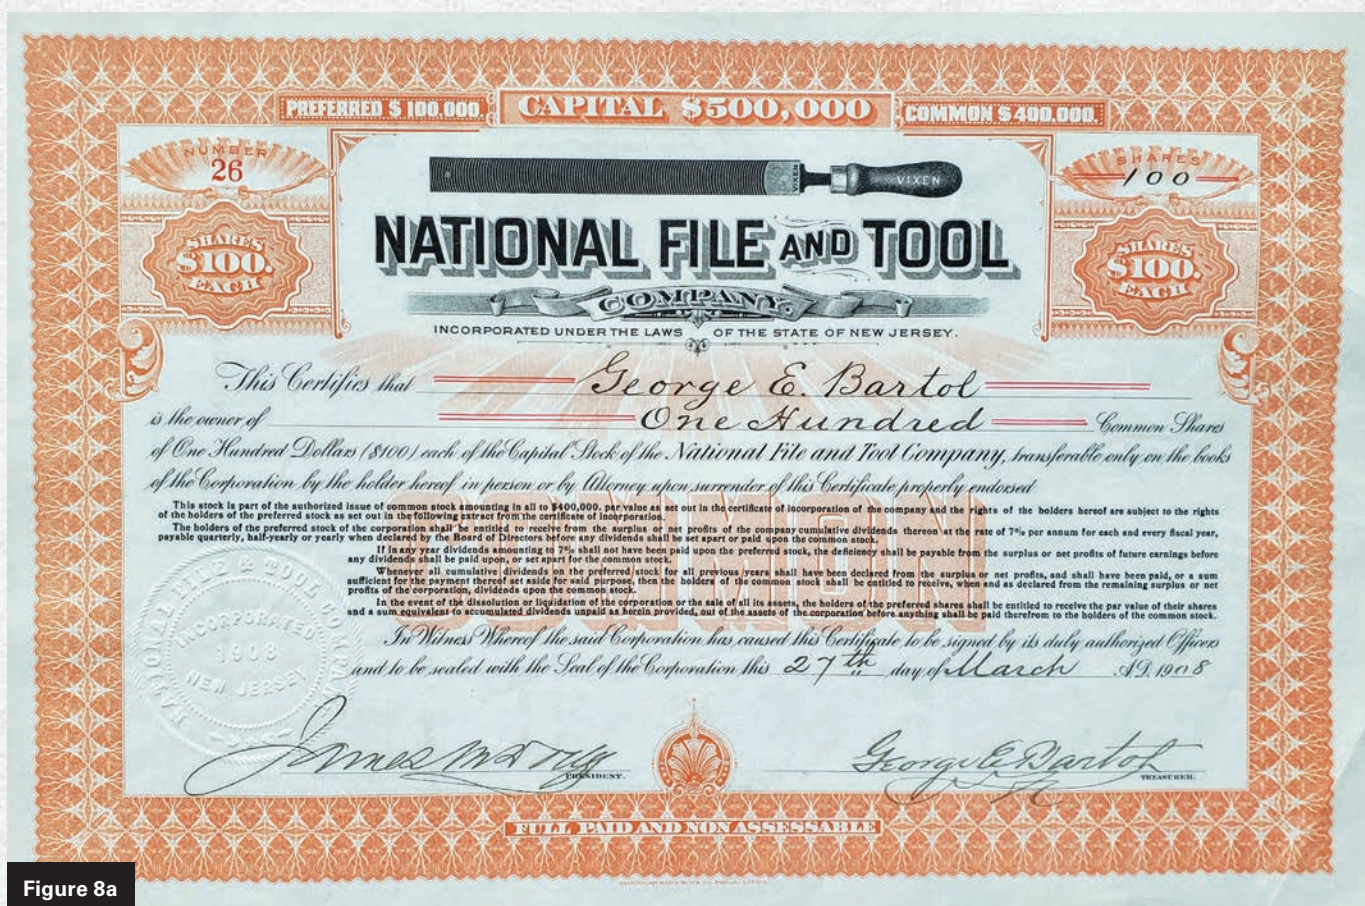 PREFERRED $100,000. CAPITAL $500,000 COMMON $400,000.
NUMBER
26
SHARES
100
VIXEN
VIXEN
SHARES
$100.
EACH
SHARES
$100.
EACH
NATIONAL FILE AND TOOL
COMPANY.
INCORPORATED UNDER THE LAWS OF THE STATE OF NEW JERSEY.
This Certifies that George E. Bartol
is the owner of One Hundred Common Shares
of One Hundred Dollars ($100) each of the Capital Stock of the National File and Tool Company, transferable only on the books
of the Corporation by the holder hereof in person or by Attorney upon surrender of this Certificate properly endorsed
COMMON
This stock is part of the authorized issue of common stock amounting in all to $400,000. par value as set out in the certificate of incorporation of the company and the rights of the holders hereof are subject to the rights
of the holders of the preferred stock as set out in the following extract from the certificate of incorporation.
The holders of the preferred stock of the corporation shall be entitled to receive from the surplus or net profits of the company cumulative dividends thereon at the rate of 7% per annum for each and every fiscal year,
payable quarterly, half-yearly or yearly when declared by the Board of Directors before any dividends shall be set apart or paid upon the common stock.
If in any year dividends amounting to 7% shall not have been paid upon the preferred stock, the deficiency shall be payable from the surplus or net profits of future earnings before
any dividends shall be paid upon, or set apart for the common stock.
Whenever all cumulative dividends on the preferred stock for all previous years shall have been declared from the surplus or net profits, and shall have been paid, or a sum
sufficient for the payment thereof set aside for said purpose, then the holders of the common stock shall be entitled to receive, when and as declared from the remaining surplus or net
profits of the corporation, dividends upon the common stock.
In the event of the dissolution or liquidation of the corporation or the sale of all its assets, the holders of the preferred shares shall be entitled to receive the par value of their shares
and a sum equivalent to accumulated dividends unpaid as herein provided, out of the assets of the corporation before anything shall be paid therefrom to the holders of the common stock.
In Witness Whereof the said Corporation has caused this Certificate to be signed by its duly authorized Officers
and to be sealed with the Seal of the Corporation this 27th day of March A.D. 1908
INCORPORATED
1908
NEW JERSEY
James
PRESIDENT.
George E Bartol
TREASURER.
FULL PAID AND NON ASSESSABLE
Figure 8a